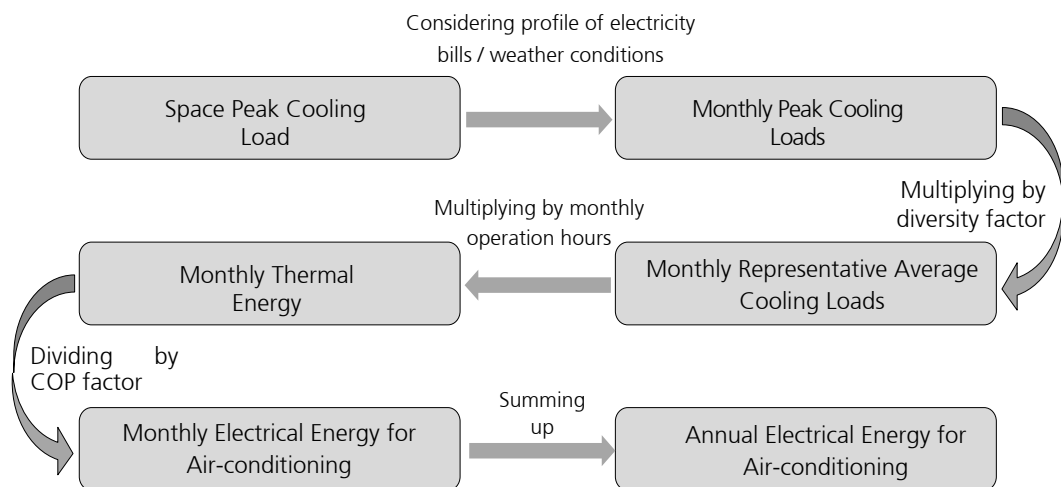 Considering profile of electricity
bills / weather conditions
Space Peak Cooling
Load
Monthly Peak Cooling
Loads
Multiplying by
diversity factor
Multiplying by monthly
operation hours
Monthly Representative Average
Cooling Loads
Monthly Thermal
Energy
Dividing by
COP factor
Monthly Electrical Energy for
Air-conditioning
Summing
up
Annual Electrical Energy for
Air-conditioning